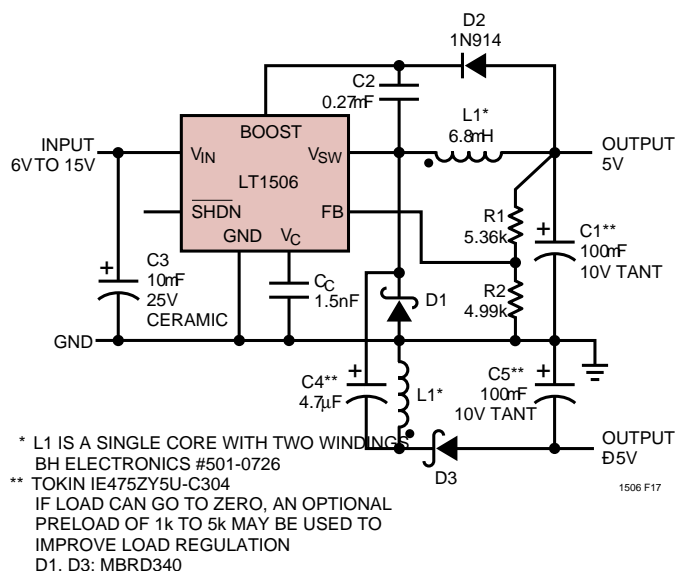 D2
1N914
C2
0.27mF
L1*
6.8mH
BOOST
INPUT
6V TO 15V
VIN
VSW
OUTPUT
5V
LT1506
SHDN
FB
GND
VC
R1
5.36k
C1**
100mF
10V TANT
C3
10mF
25V
CERAMIC
CC
1.5nF
D1
R2
4.99k
GND
C4**
4.7µF
L1*
C5**
100mF
10V TANT
D3
OUTPUT
Ð5V
* L1 IS A SINGLE CORE WITH TWO WINDINGS
BH ELECTRONICS #501-0726
** TOKIN IE475ZY5U-C304
IF LOAD CAN GO TO ZERO, AN OPTIONAL
PRELOAD OF 1k TO 5k MAY BE USED TO
IMPROVE LOAD REGULATION
D1, D3: MBRD340
1506 F17